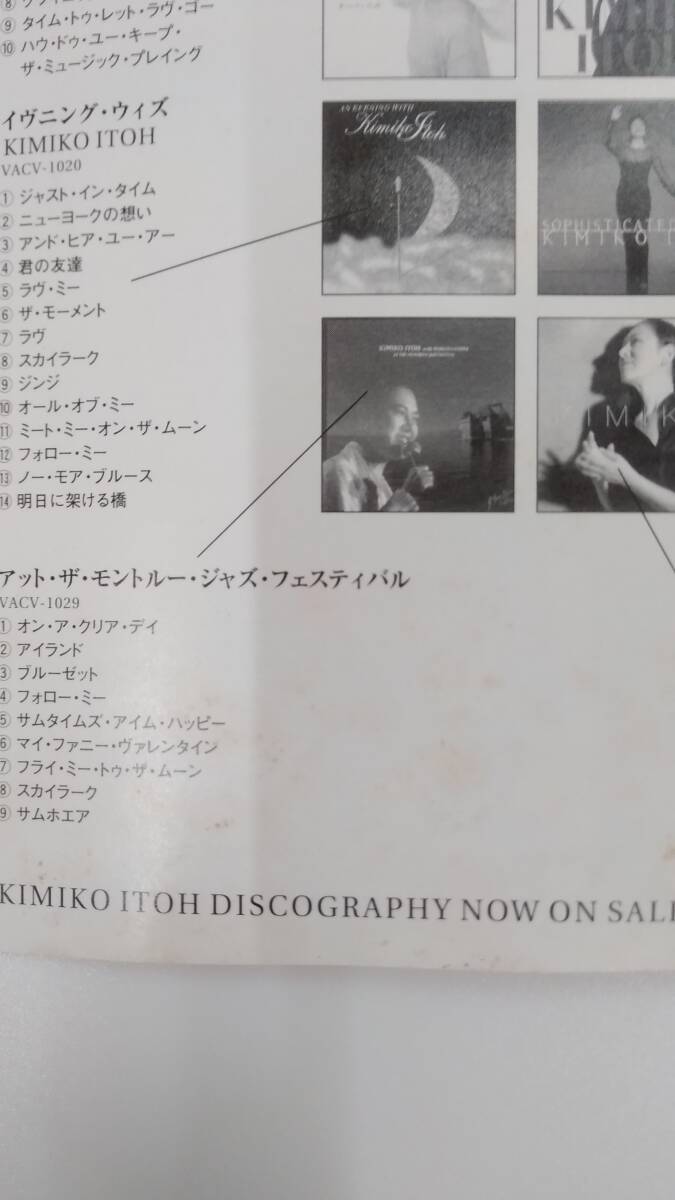 ⑨ タイム・トゥ・レット・ラヴ・ゴー
⑩ ハウ・ドゥ・ユー・キープ・
ザ・ミュージック・プレイング
イヴニング・ウィズ
KIMIKO ITOH
VACV-1020
① ジャスト・イン・タイム
② ニューヨークの想い
③ アンド・ヒア・ユー・アー
④ 君の友達
⑤ ラヴ・ミー
⑥ ザ・モーメント
⑦ ラヴ
⑧ スカイラーク
⑨ ジンジ
⑩ オール・オブ・ミー
⑪ ミート・ミー・オン・ザ・ムーン
⑫ フォロー・ミー
⑬ ノー・モア・ブルース
⑭ 明日に架ける橋
AN EVENING WITH
Kimiko Itoh
SOPHISTICATED
KIMIKO I
KIMIKO ITOH
KIMIK
アット・ザ・モントルー・ジャズ・フェスティバル
VACV-1029
① オン・ア・クリア・デイ
② アイランド
③ ブルーゼット
④ フォロー・ミー
⑤ サムタイムズ・アイム・ハッピー
⑥ マイ・ファニー・ヴァレンタイン
⑦ フライ・ミー・トゥ・ザ・ムーン
⑧ スカイラーク
⑨ サムホエア
KIMIKO ITOH DISCOGRAPHY NOW ON SALE